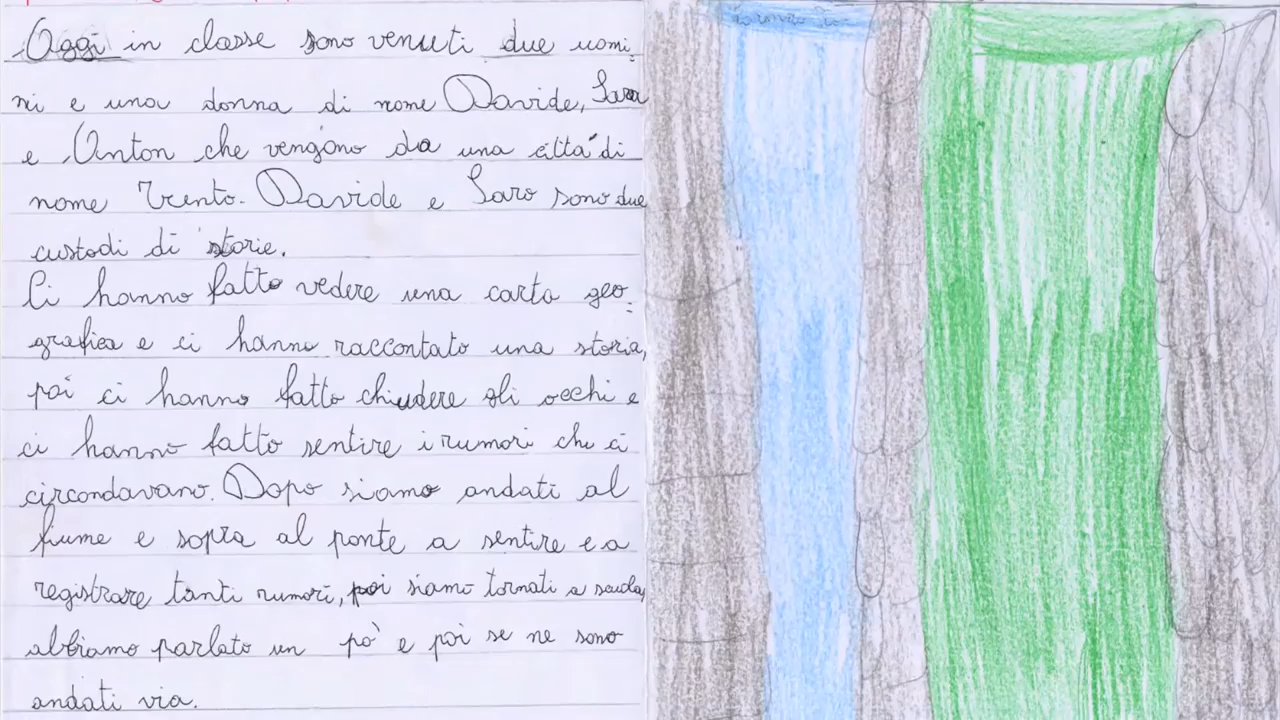 Oggi in classe sono venuti due uomi-
ni e una donna di nome Davide, Sara
e Anton che vengono da una città di
nome Trento. Davide e Sara sono due
custodi di storie.
Ci hanno fatto vedere una carta geo-
grafica e ci hanno raccontato una storia,
poi ci hanno fatto chiudere gli occhi e
ci hanno fatto sentire i rumori che ci
circondavano. Dopo siamo andati al
fiume e sopra al ponte a sentire e a
registrare tanti rumori, poi siamo tornati a scuola,
abbiamo parlato un pò e poi se ne sono
andati via.